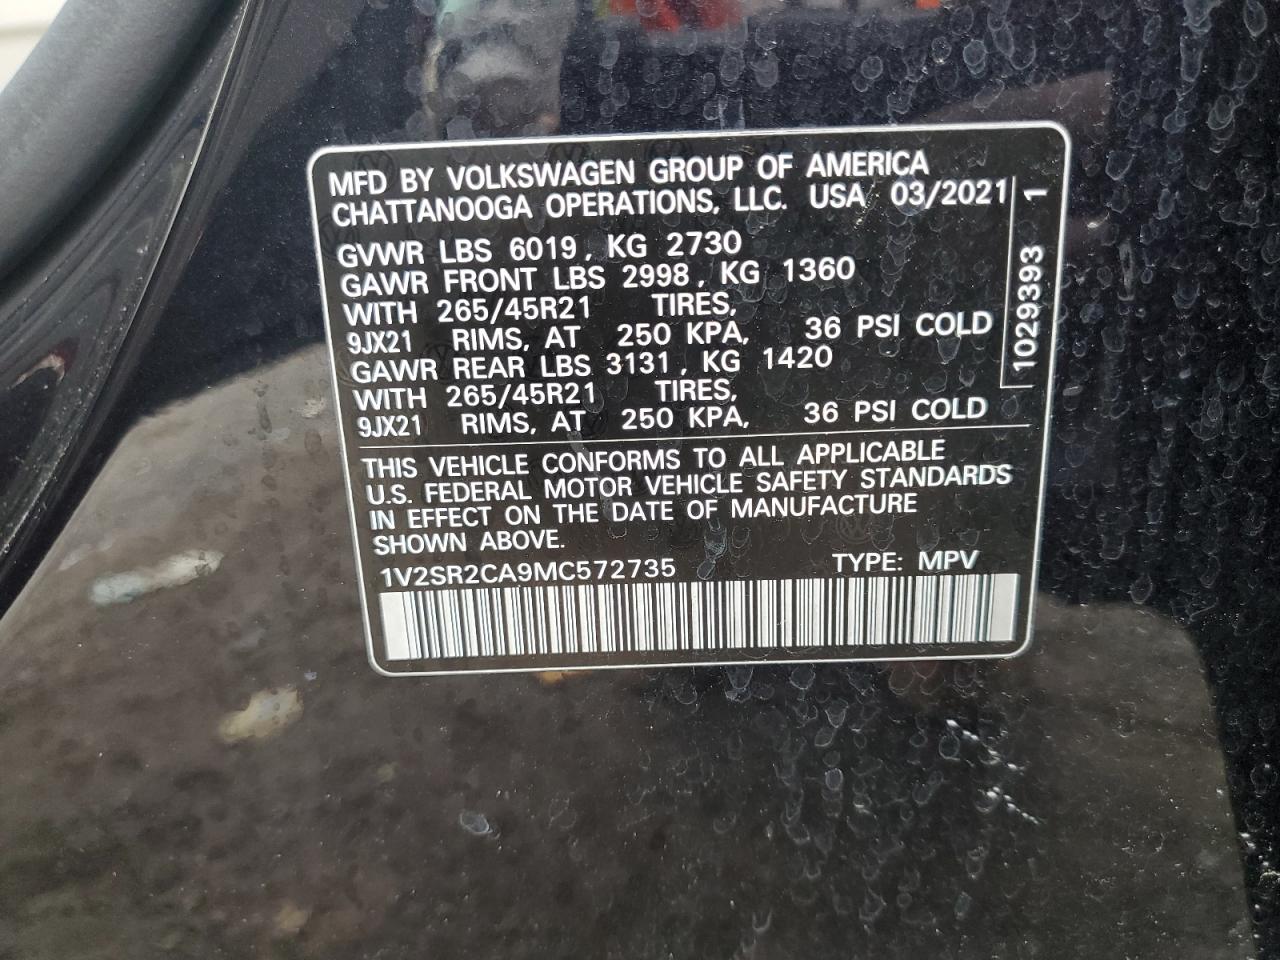 MFD BY VOLKSWAGEN GROUP OF AMERICA
CHATTANOOGA OPERATIONS, LLC. USA 03/2021
GVWR LBS 6019, KG 2730
GAWR FRONT LBS 2998, KG 1360
WITH 265/45R21 TIRES,
9JX21 RIMS, AT 250 KPA, 36 PSI COLD
GAWR REAR LBS 3131, KG 1420
WITH 265/45R21 TIRES,
9JX21 RIMS, AT 250 KPA, 36 PSI COLD
1029393 1
THIS VEHICLE CONFORMS TO ALL APPLICABLE
U.S. FEDERAL MOTOR VEHICLE SAFETY STANDARDS
IN EFFECT ON THE DATE OF MANUFACTURE
SHOWN ABOVE.
1V2SR2CA9MC572735 TYPE: MPV